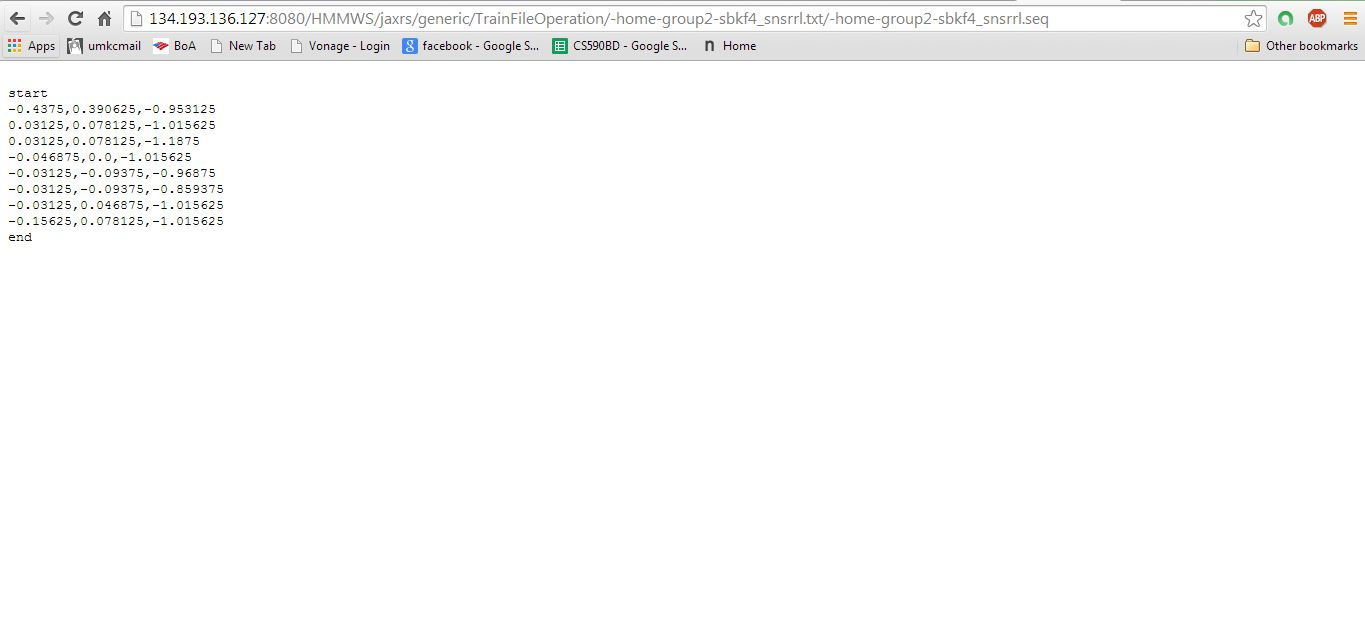 134.193.136.127:8080/HMMWS/jaxrs/generic/TrainFileOperation/-home-group2-sbkf4_snsrrl.txt/-home-group2-sbkf4_snsrrl.seq
ABP
Apps umkcmail BoA New Tab Vonage - Login 8 facebook - Google S... CS590BD - Google S... n Home Other bookmarks
start
-0.4375,0.390625,-0.953125
0.03125,0.078125,-1.015625
0.03125,0.078125,-1.1875
-0.046875,0.0,-1.015625
-0.03125,-0.09375,-0.96875
-0.03125,-0.09375,-0.859375
-0.03125,0.046875,-1.015625
-0.15625,0.078125,-1.015625
end